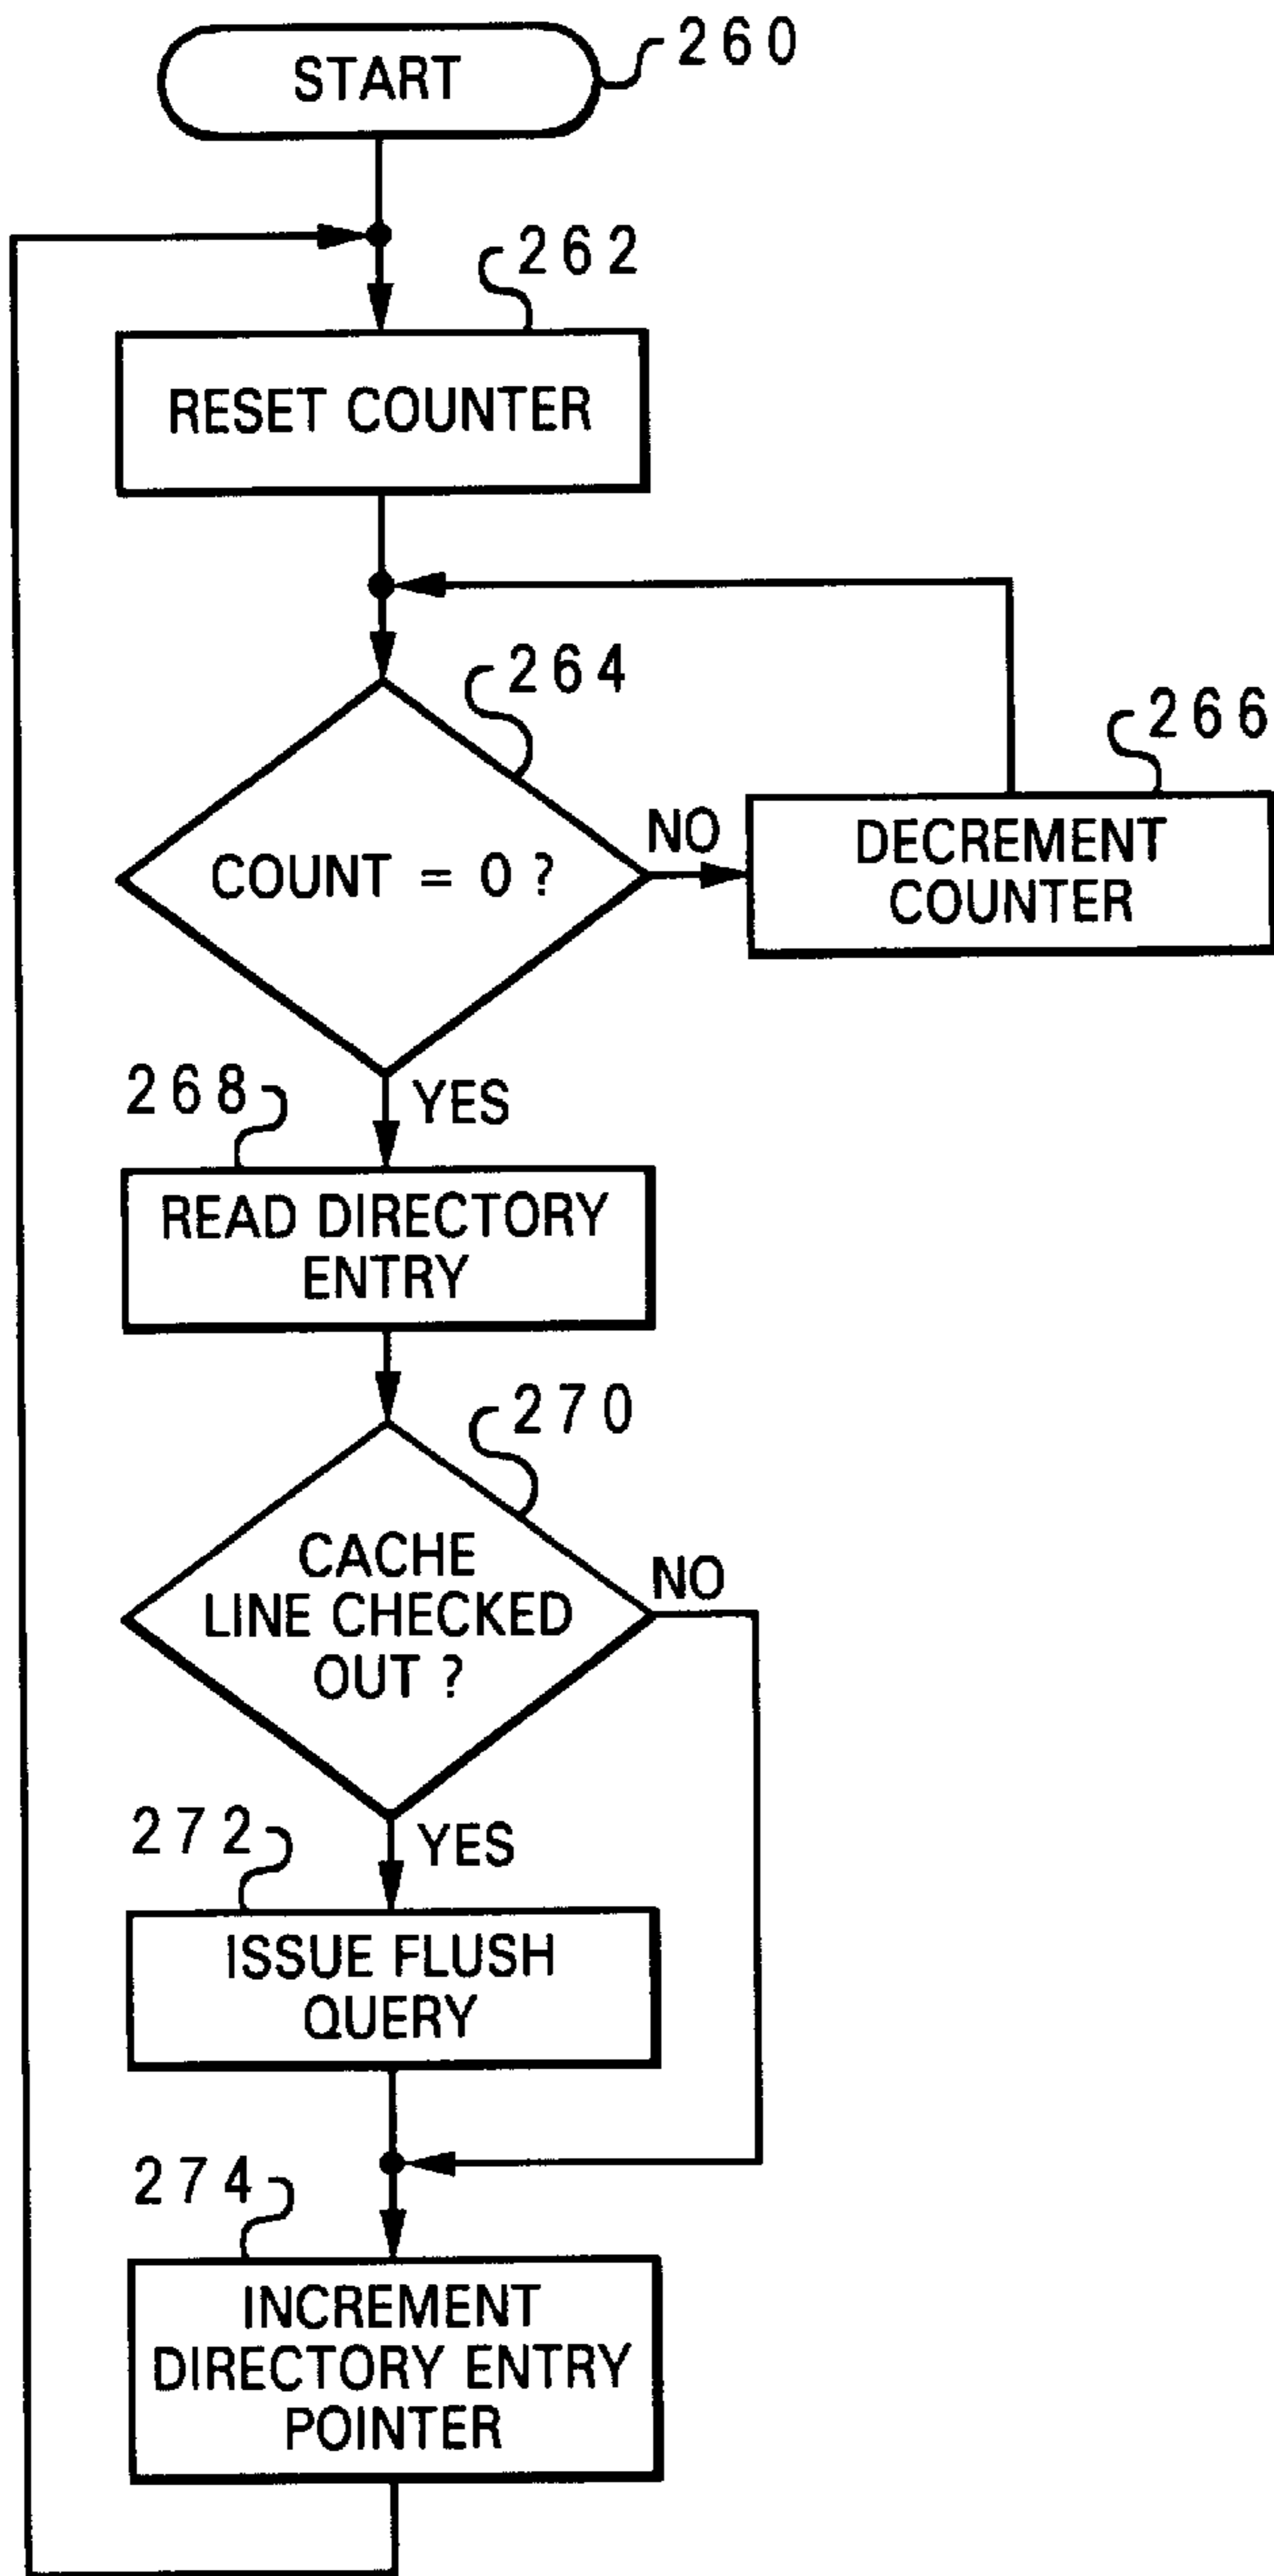 START
260
262
RESET COUNTER
264
COUNT = 0 ?
NO
266
DECREMENT
COUNTER
YES
268
READ DIRECTORY
ENTRY
270
CACHE
LINE CHECKED
OUT ?
NO
YES
272
ISSUE FLUSH
QUERY
274
INCREMENT
DIRECTORY ENTRY
POINTER